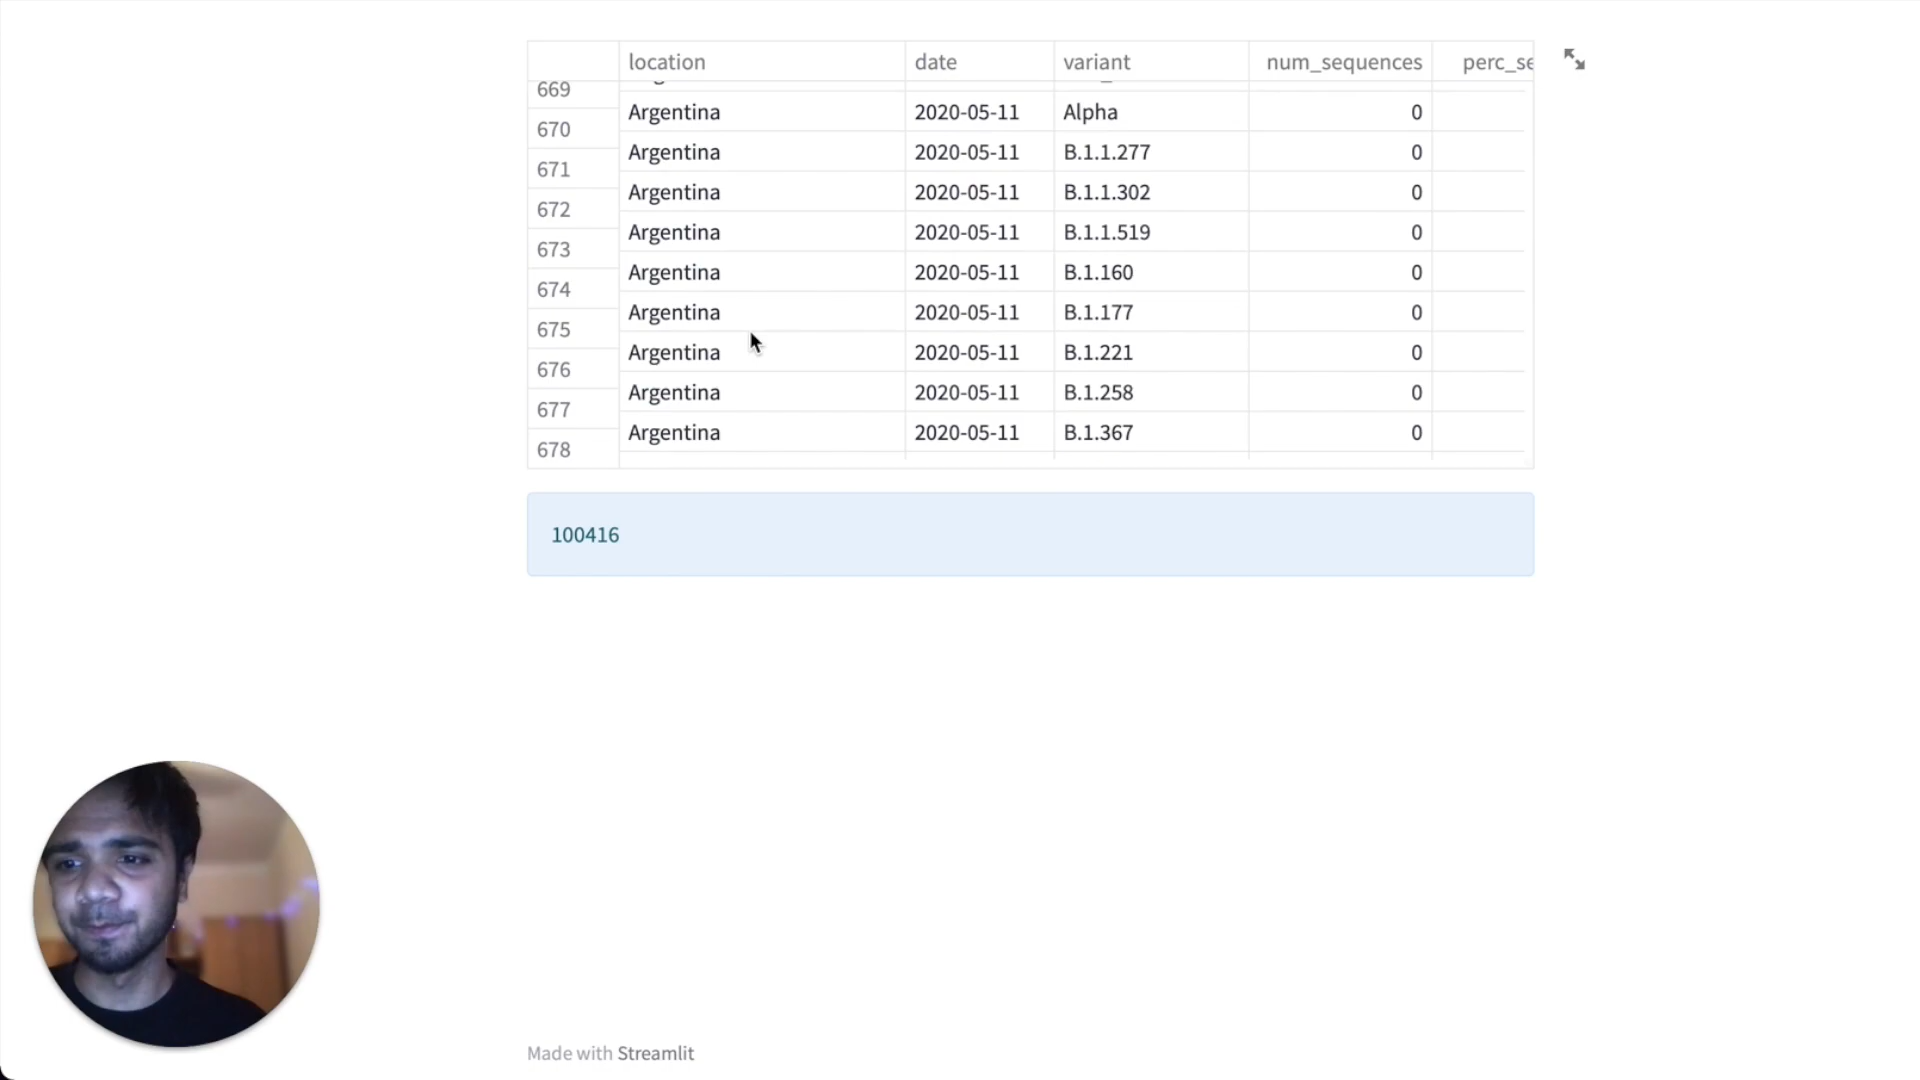 location date variant num_sequences perc_se
669
Argentina 2020-05-11 Alpha 0
670
Argentina 2020-05-11 B.1.1.277 0
671
Argentina 2020-05-11 B.1.1.302 0
672
Argentina 2020-05-11 B.1.1.519 0
673
Argentina 2020-05-11 B.1.160 0
674
Argentina 2020-05-11 B.1.177 0
675
Argentina 2020-05-11 B.1.221 0
676
Argentina 2020-05-11 B.1.258 0
677
Argentina 2020-05-11 B.1.367 0
678
100416
Made with Streamlit